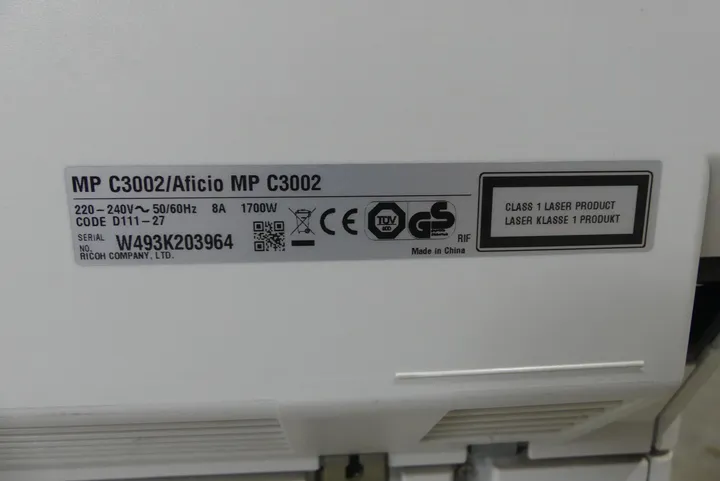 MP C3002/Aficio MP C3002
220–240V~ 50/60Hz 8A 1700W
CODE D111–27
SERIAL NO. W493K203964
RICOH COMPANY, LTD.
CE
TÜV
GS
RIF
Made in China
CLASS 1 LASER PRODUCT
LASER KLASSE 1 PRODUKT